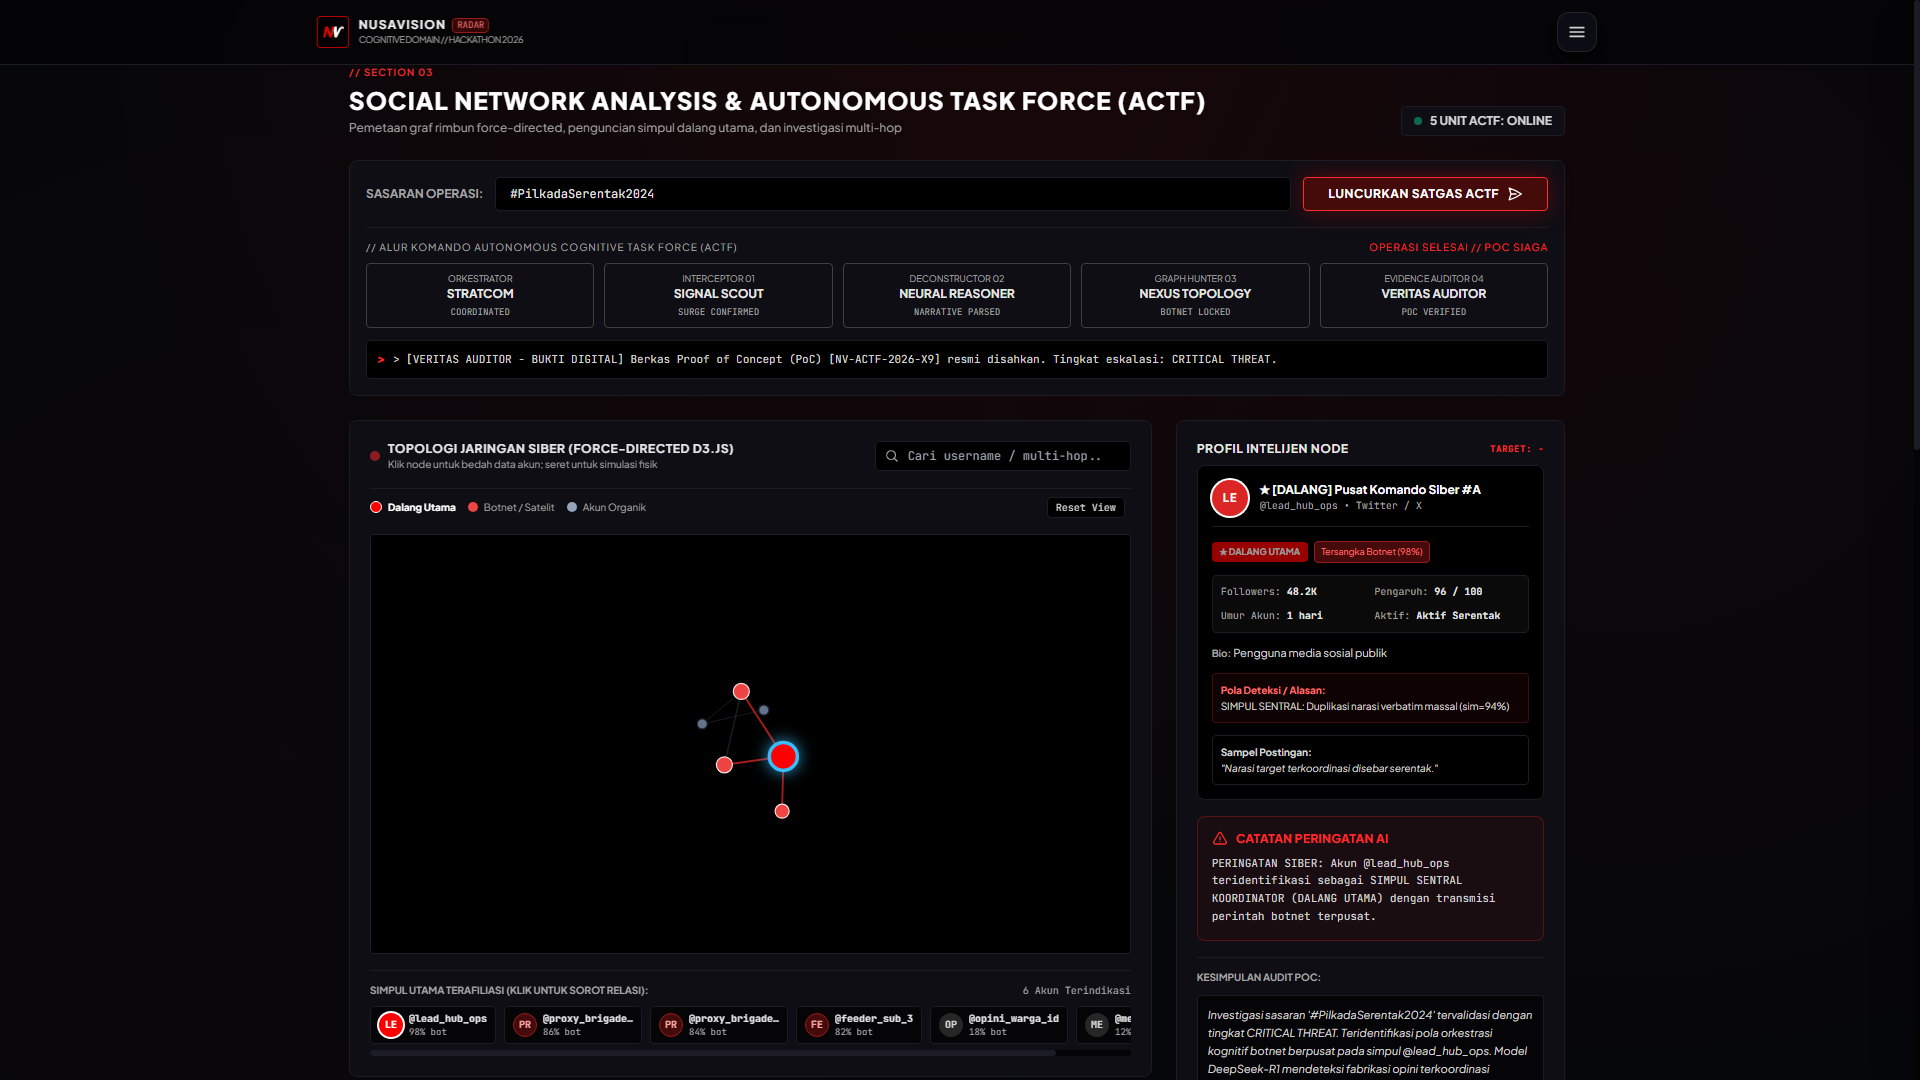 NV
NUSAVISION RADAR
COGNITIVE DOMAIN // HACKATHON 2026
// SECTION 03
SOCIAL NETWORK ANALYSIS & AUTONOMOUS TASK FORCE (ACTF)
Pemetaan graf rimbun force-directed, penguncian simpul dalang utama, dan investigasi multi-hop
5 UNIT ACTF: ONLINE
SASARAN OPERASI:
#PilkadaSerentak2024
LUNCURKAN SATGAS ACTF
// ALUR KOMANDO AUTONOMOUS COGNITIVE TASK FORCE (ACTF)
OPERASI SELESAI // POC SIAGA
ORKESTRATOR
STRATCOM
COORDINATED
INTERCEPTOR 01
SIGNAL SCOUT
SURGE CONFIRMED
DECONSTRUCTOR 02
NEURAL REASONER
NARRATIVE PARSED
GRAPH HUNTER 03
NEXUS TOPOLOGY
BOTNET LOCKED
EVIDENCE AUDITOR 04
VERITAS AUDITOR
POC VERIFIED
> > [VERITAS AUDITOR - BUKTI DIGITAL] Berkas Proof of Concept (PoC) [NV-ACTF-2026-X9] resmi disahkan. Tingkat eskalasi: CRITICAL THREAT.
TOPOLOGI JARINGAN SIBER (FORCE-DIRECTED D3.JS)
Klik node untuk bedah data akun; seret untuk simulasi fisik
Cari username / multi-hop..
Dalang Utama
Botnet / Satelit
Akun Organik
Reset View
SIMPUL UTAMA TERAFILIASI (KLIK UNTUK SOROT RELASI):
6 Akun Terindikasi
LE
@lead_hub_ops
98% bot
PR
@proxy_brigade…
86% bot
PR
@proxy_brigade…
84% bot
FE
@feeder_sub_3
82% bot
OP
@opini_warga_id
18% bot
ME
@me
12%
PROFIL INTELIJEN NODE
TARGET: -
LE
★ [DALANG] Pusat Komando Siber #A
@lead_hub_ops • Twitter / X
★ DALANG UTAMA
Tersangka Botnet (98%)
Followers: 48.2K
Pengaruh: 96 / 100
Umur Akun: 1 hari
Aktif: Aktif Serentak
Bio: Pengguna media sosial publik
Pola Deteksi / Alasan:
SIMPUL SENTRAL: Duplikasi narasi verbatim massal (sim=94%)
Sampel Postingan:
"Narasi target terkoordinasi disebar serentak."
CATATAN PERINGATAN AI
PERINGATAN SIBER: Akun @lead_hub_ops
teridentifikasi sebagai SIMPUL SENTRAL
KOORDINATOR (DALANG UTAMA) dengan transmisi
perintah botnet terpusat.
KESIMPULAN AUDIT POC:
Investigasi sasaran '#PilkadaSerentak2024' tervalidasi dengan
tingkat CRITICAL THREAT. Teridentifikasi pola orkestrasi
kognitif botnet berpusat pada simpul @lead_hub_ops. Model
DeepSeek-R1 mendeteksi fabrikasi opini terkoordinasi